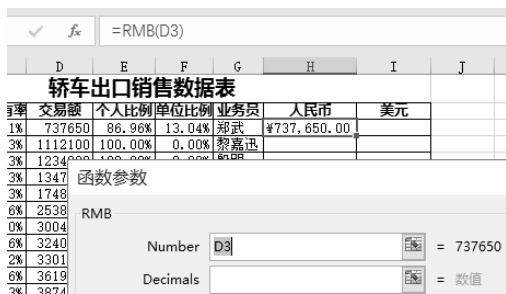 =RMB(D3)
D E F G H I J
轿车出口销售数据表
率 交易额 个人比例 单位比例 业务员 人民币 美元
1% 737650 86.96% 13.04% 郑武 ¥737,650.00
3% 1112100 100.00% 0.00% 黎嘉迅
3%
3% 1347
3% 1748
6% 2538
0% 3004
6% 3240
2% 3301
6% 3619
3% 3874
函数参数
RMB
Number D3 = 737650
Decimals = 数值